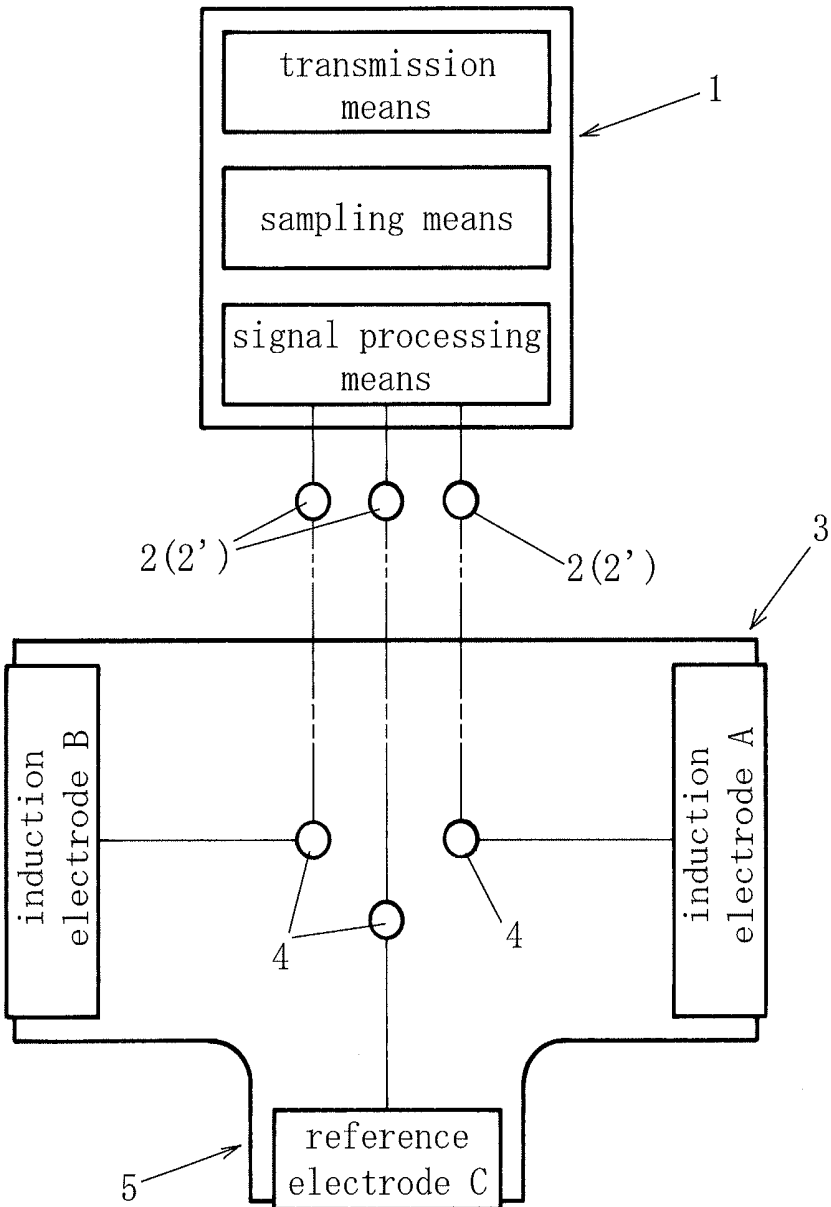 transmission
means
1
sampling means
signal processing
means
2(2')
2(2')
3
induction
electrode B
induction
electrode A
4
4
reference
electrode C
5